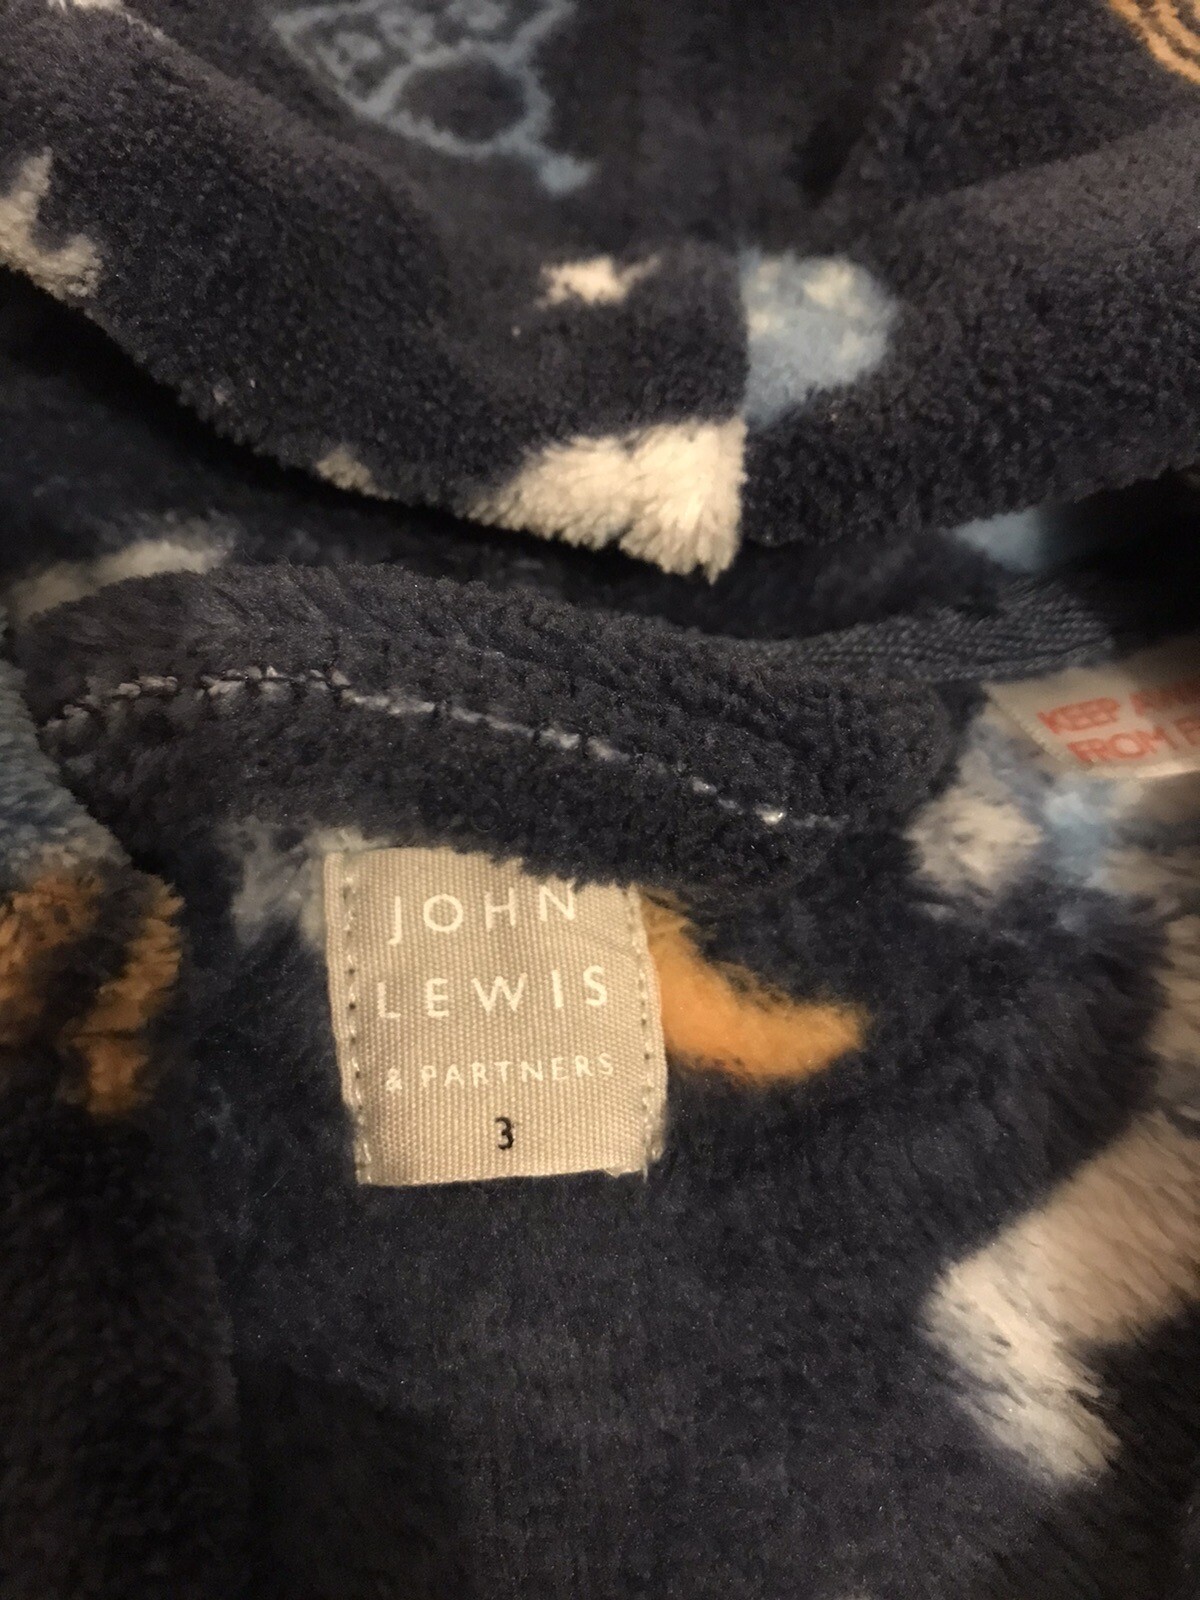 KEEP
FROM
JOHN
LEWIS
& PARTNERS
3